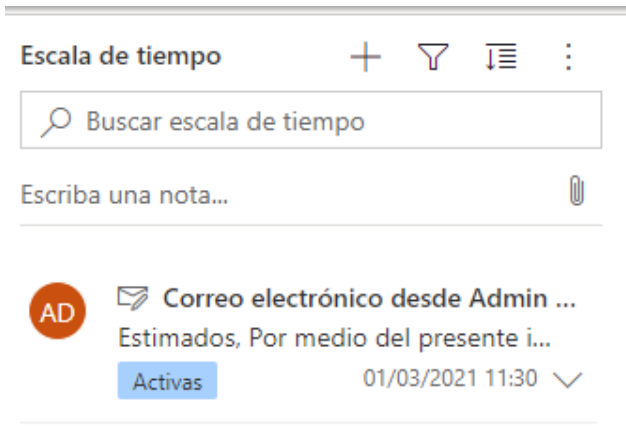 Escala de tiempo
Buscar escala de tiempo
Escriba una nota...
AD
Correo electrónico desde Admin ...
Estimados, Por medio del presente i...
Activas 01/03/2021 11:30